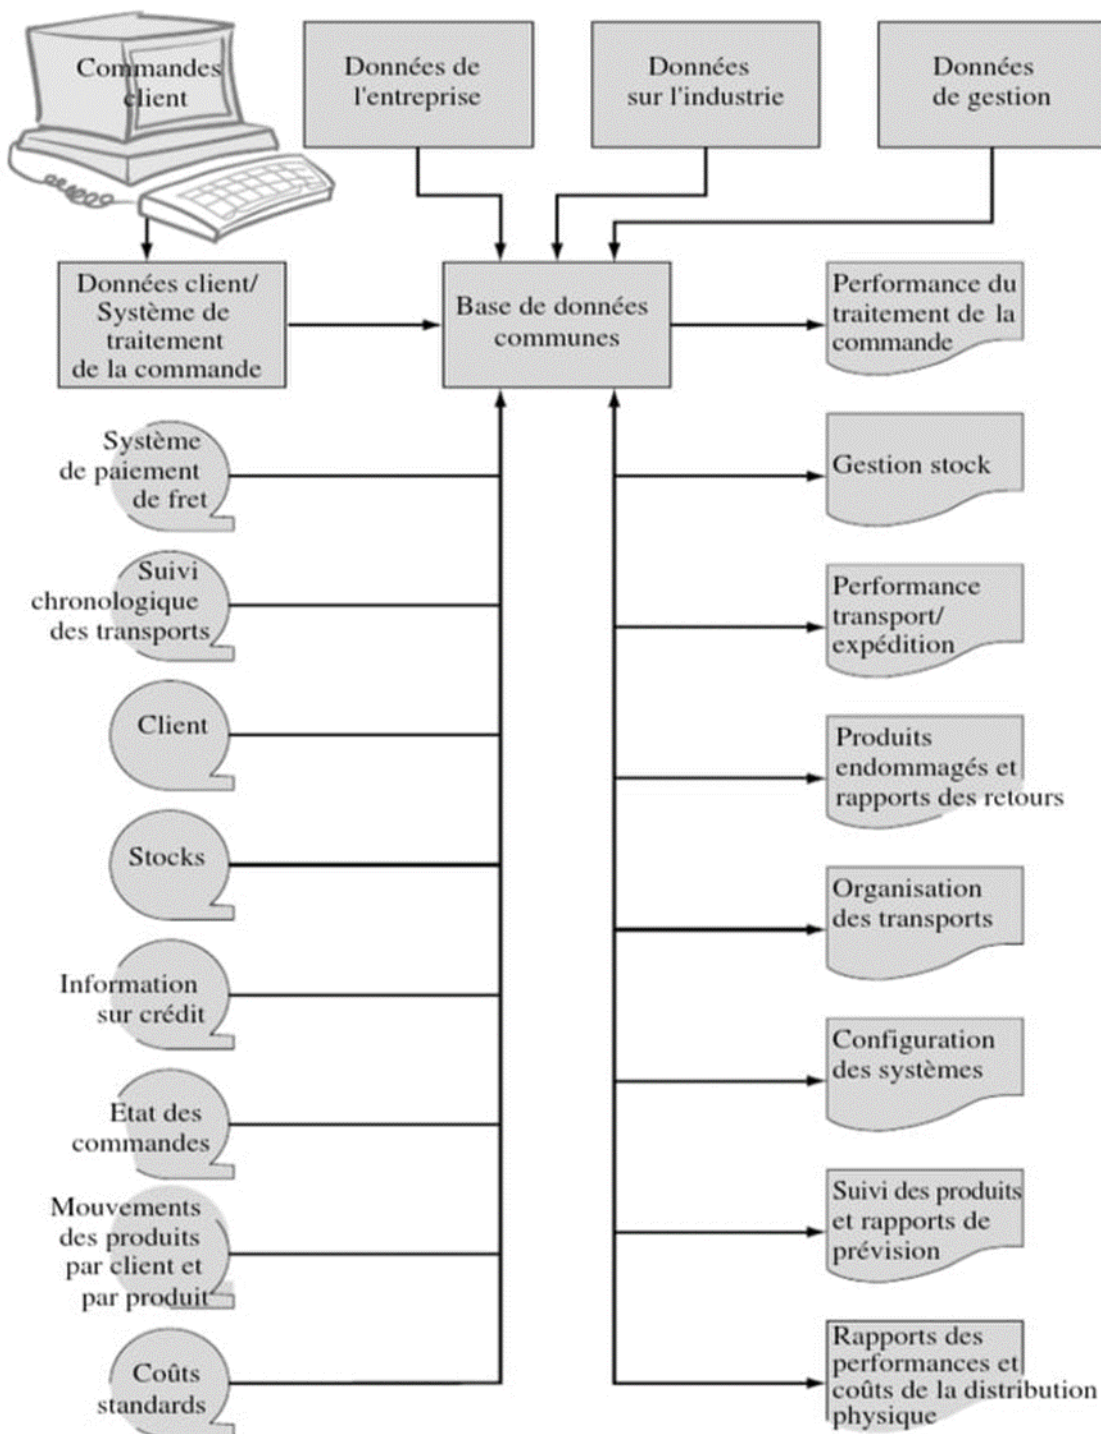 Commandes
client
Données de
l'entreprise
Données
sur l'industrie
Données
de gestion
Données client/
Système de
traitement
de la commande
Base de données
communes
Performance du
traitement de la
commande
Système
de paiement
de fret
Gestion stock
Suivi
chronologique
des transports
Performance
transport/
expédition
Client
Produits
endommagés et
rapports des retours
Stocks
Organisation
des transports
Information
sur crédit
Configuration
des systèmes
Etat des
commandes
Suivi des produits
et rapports de
prévision
Mouvements
des produits
par client et
par produit
Coûts
standards
Rapports des
performances et
coûts de la distribution
physique